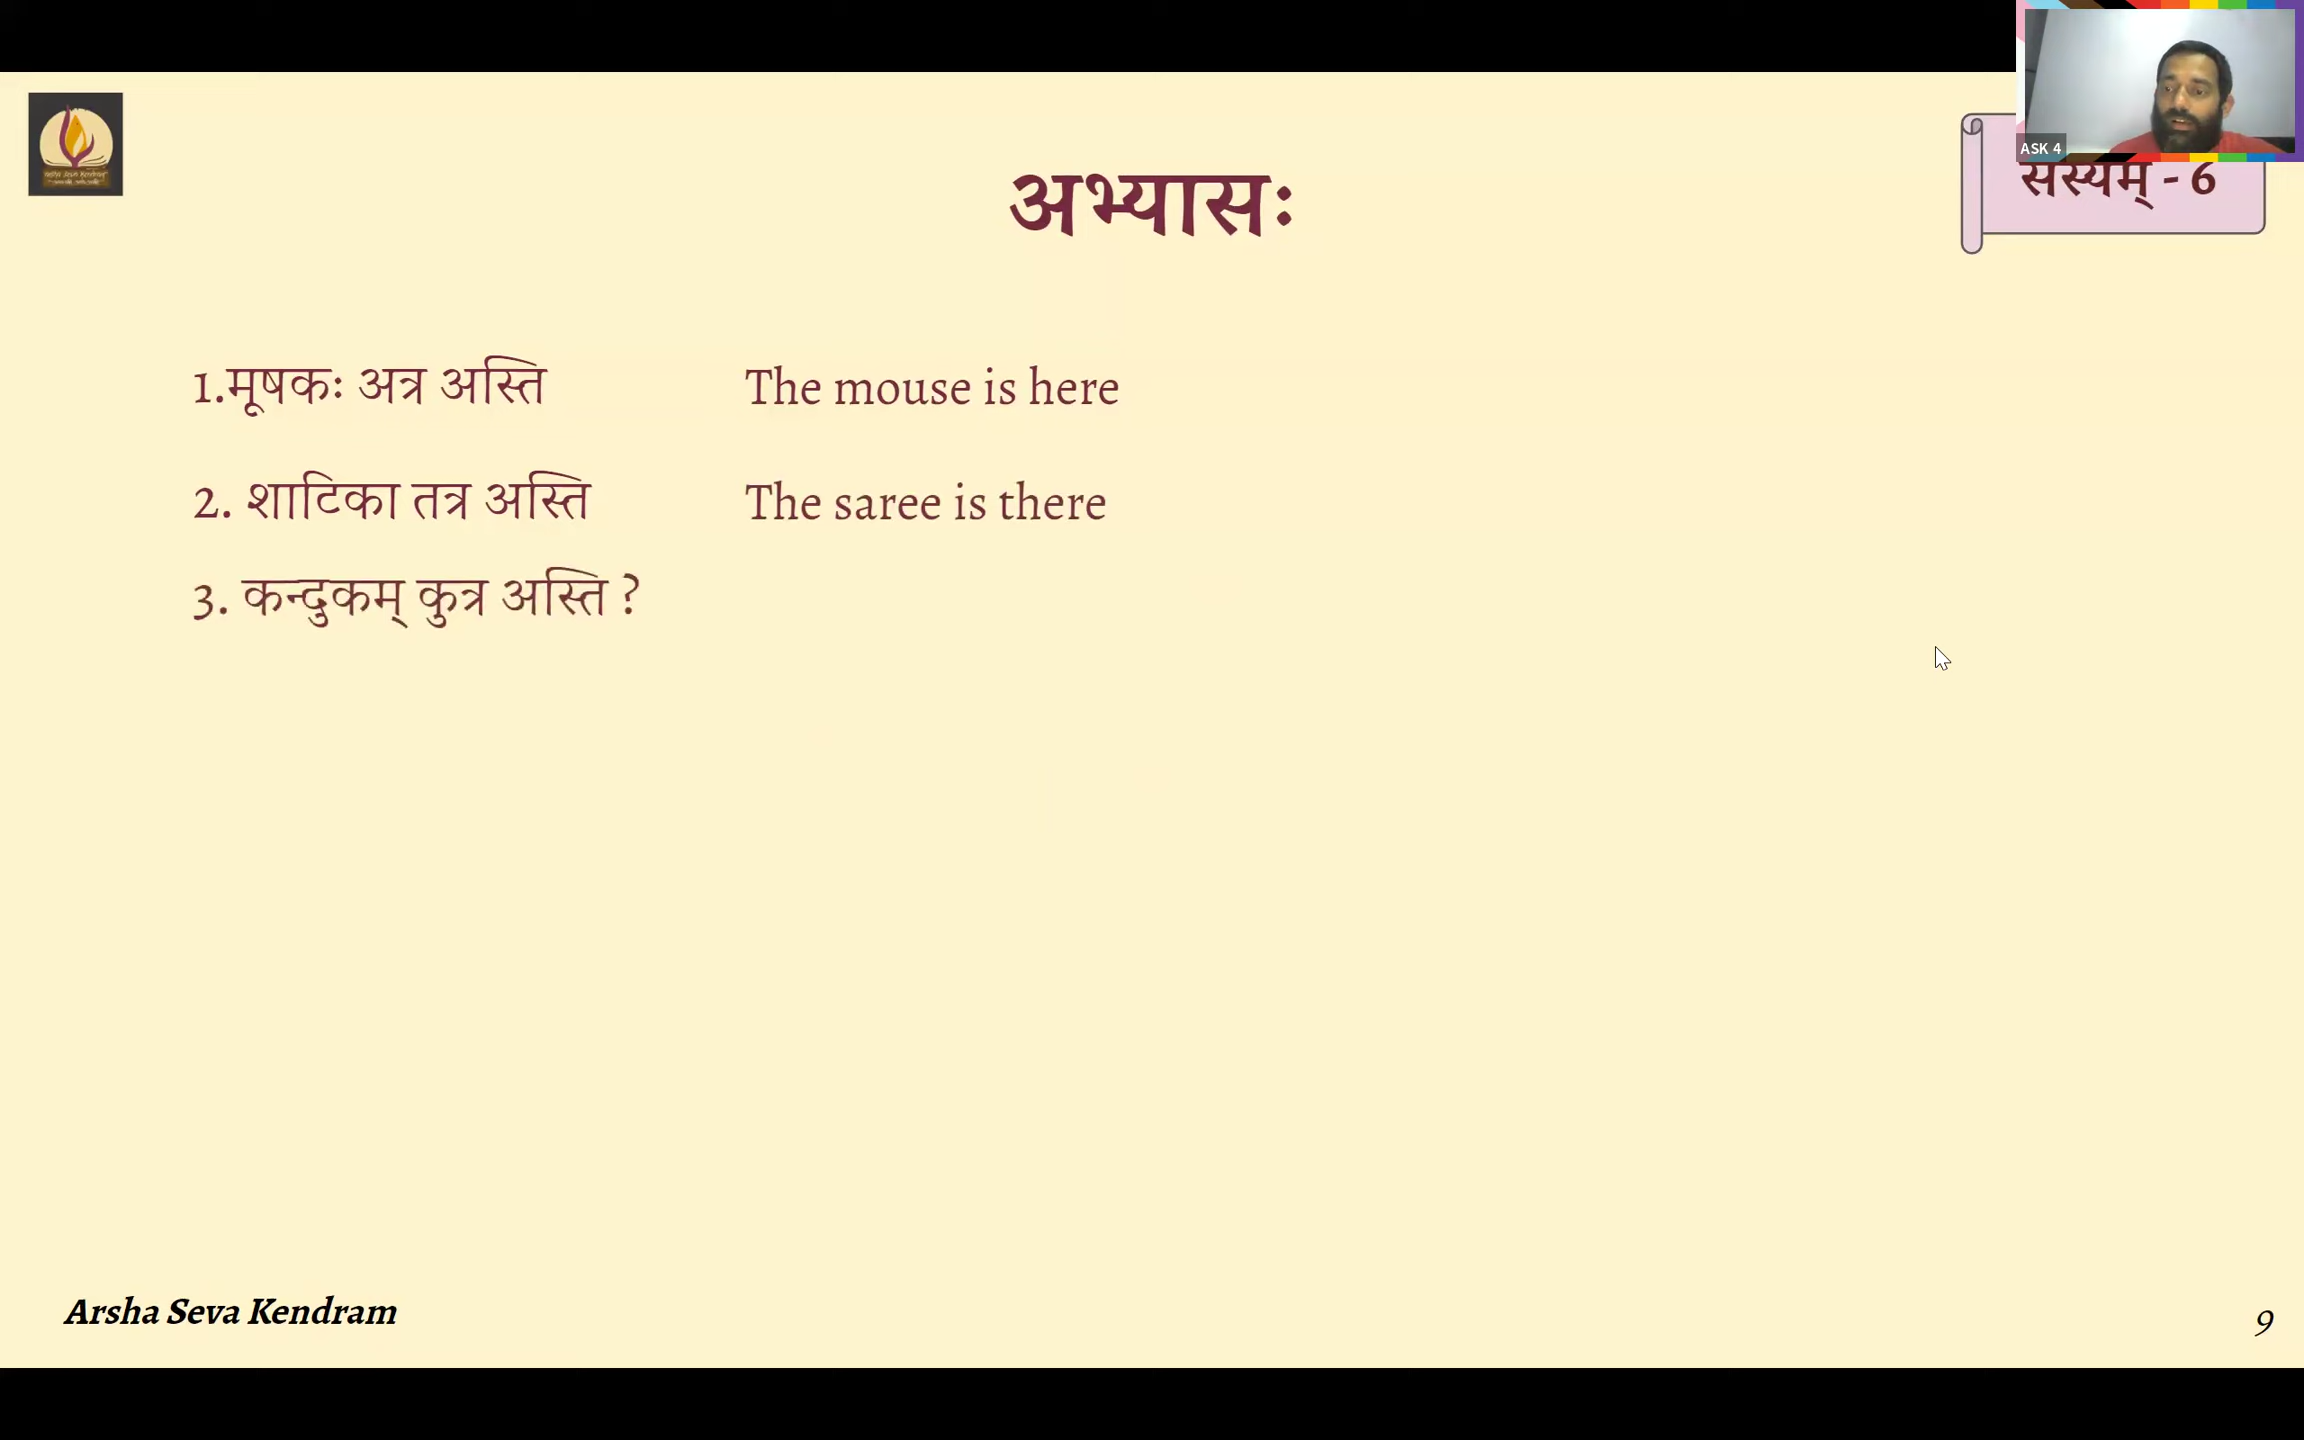 ASK 4
सस्यम् - 6
अभ्यासः
1.मूषकः अत्र अस्ति The mouse is here
2. शाटिका तत्र अस्ति The saree is there
3. कन्दुकम् कुत्र अस्ति ?
Arsha Seva Kendram
9